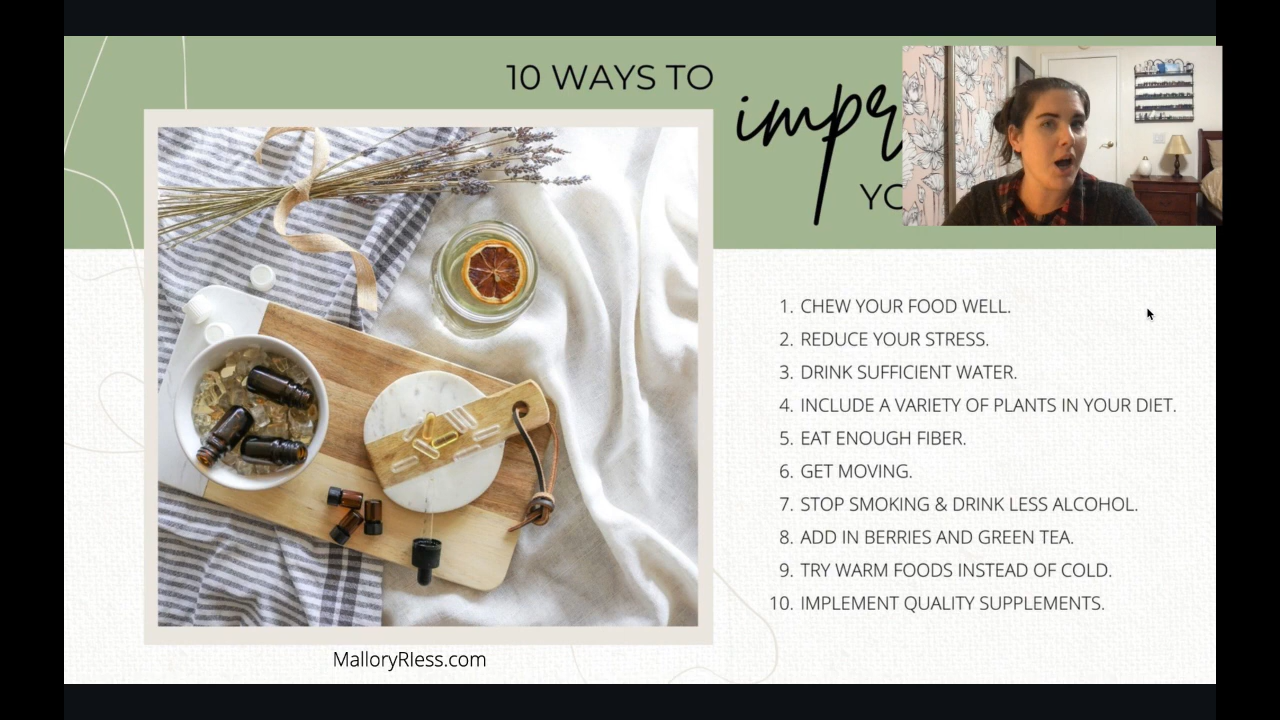 10 WAYS TO
1. CHEW YOUR FOOD WELL.
2. REDUCE YOUR STRESS.
3. DRINK SUFFICIENT WATER.
4. INCLUDE A VARIETY OF PLANTS IN YOUR DIET.
5. EAT ENOUGH FIBER.
6. GET MOVING.
7. STOP SMOKING & DRINK LESS ALCOHOL.
8. ADD IN BERRIES AND GREEN TEA.
9. TRY WARM FOODS INSTEAD OF COLD.
10. IMPLEMENT QUALITY SUPPLEMENTS.
MalloryRless.com